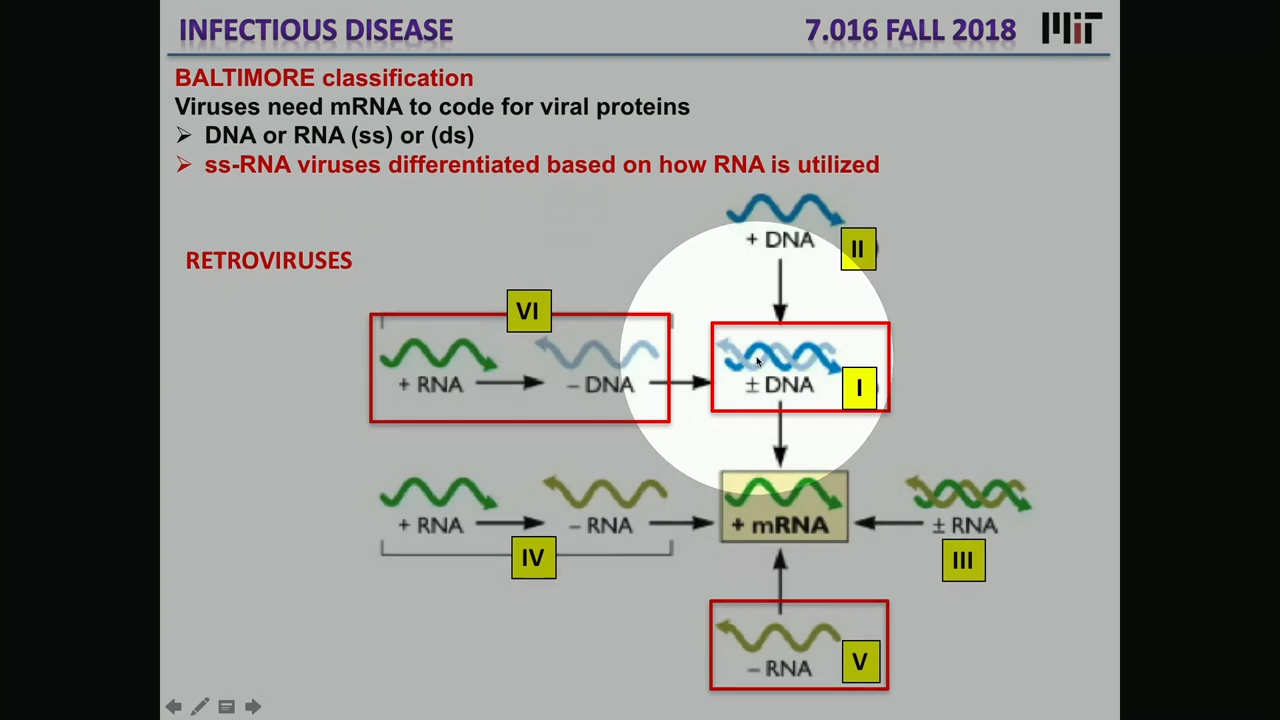 INFECTIOUS DISEASE
7.016 FALL 2018
MIT
BALTIMORE classification
Viruses need mRNA to code for viral proteins
➢ DNA or RNA (ss) or (ds)
➢ ss-RNA viruses differentiated based on how RNA is utilized
+ DNA
II
RETROVIRUSES
VI
+ RNA
– DNA
± DNA
I
+ RNA
– RNA
+ mRNA
± RNA
IV
III
– RNA
V